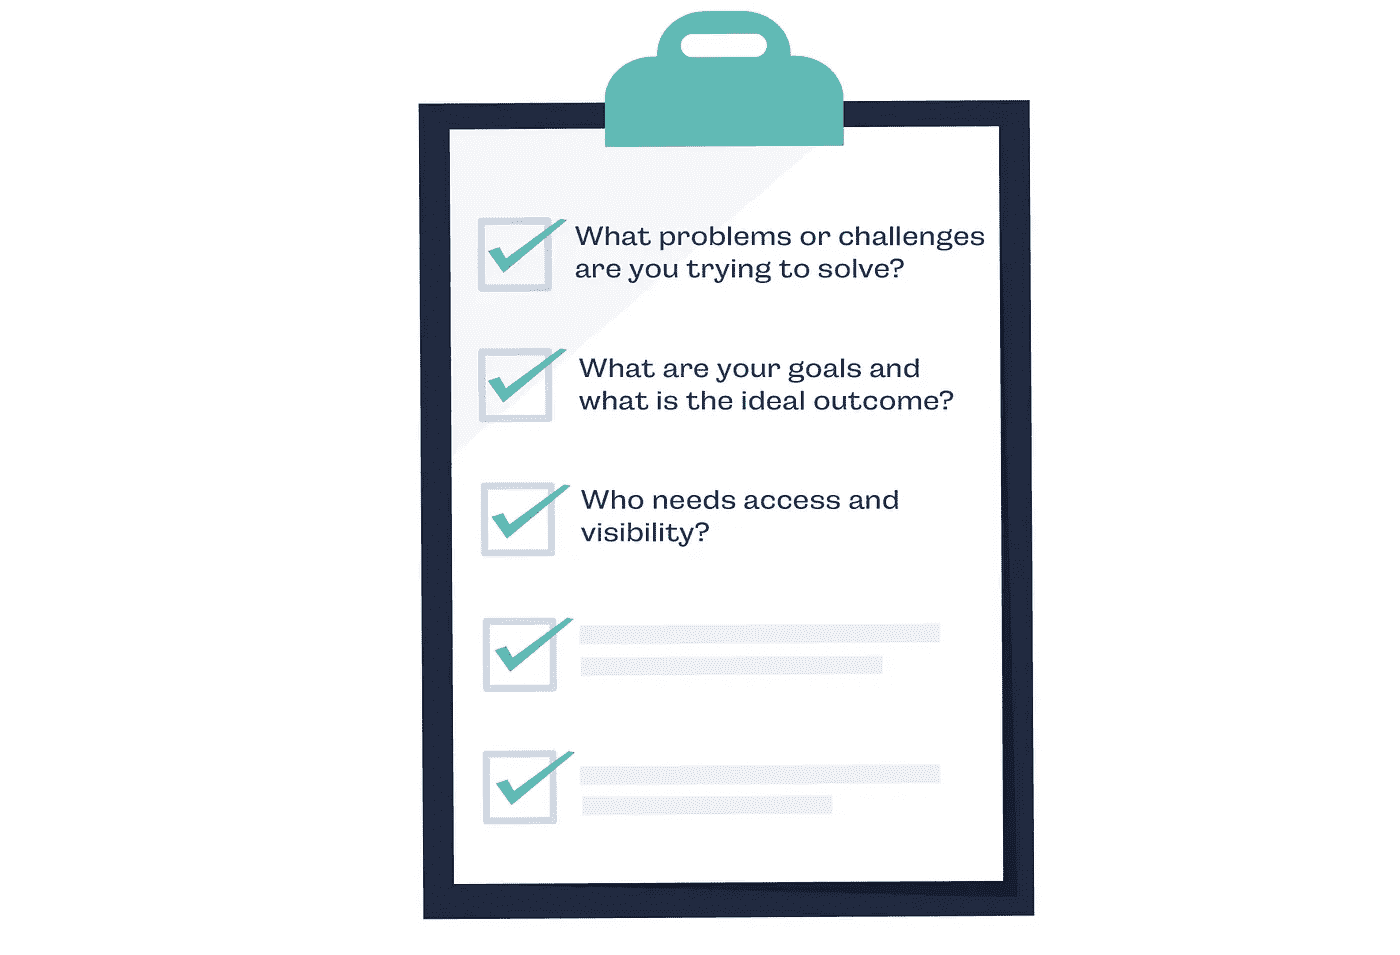 What problems or challenges
are you trying to solve?
What are your goals and
what is the ideal outcome?
Who needs access and
visibility?